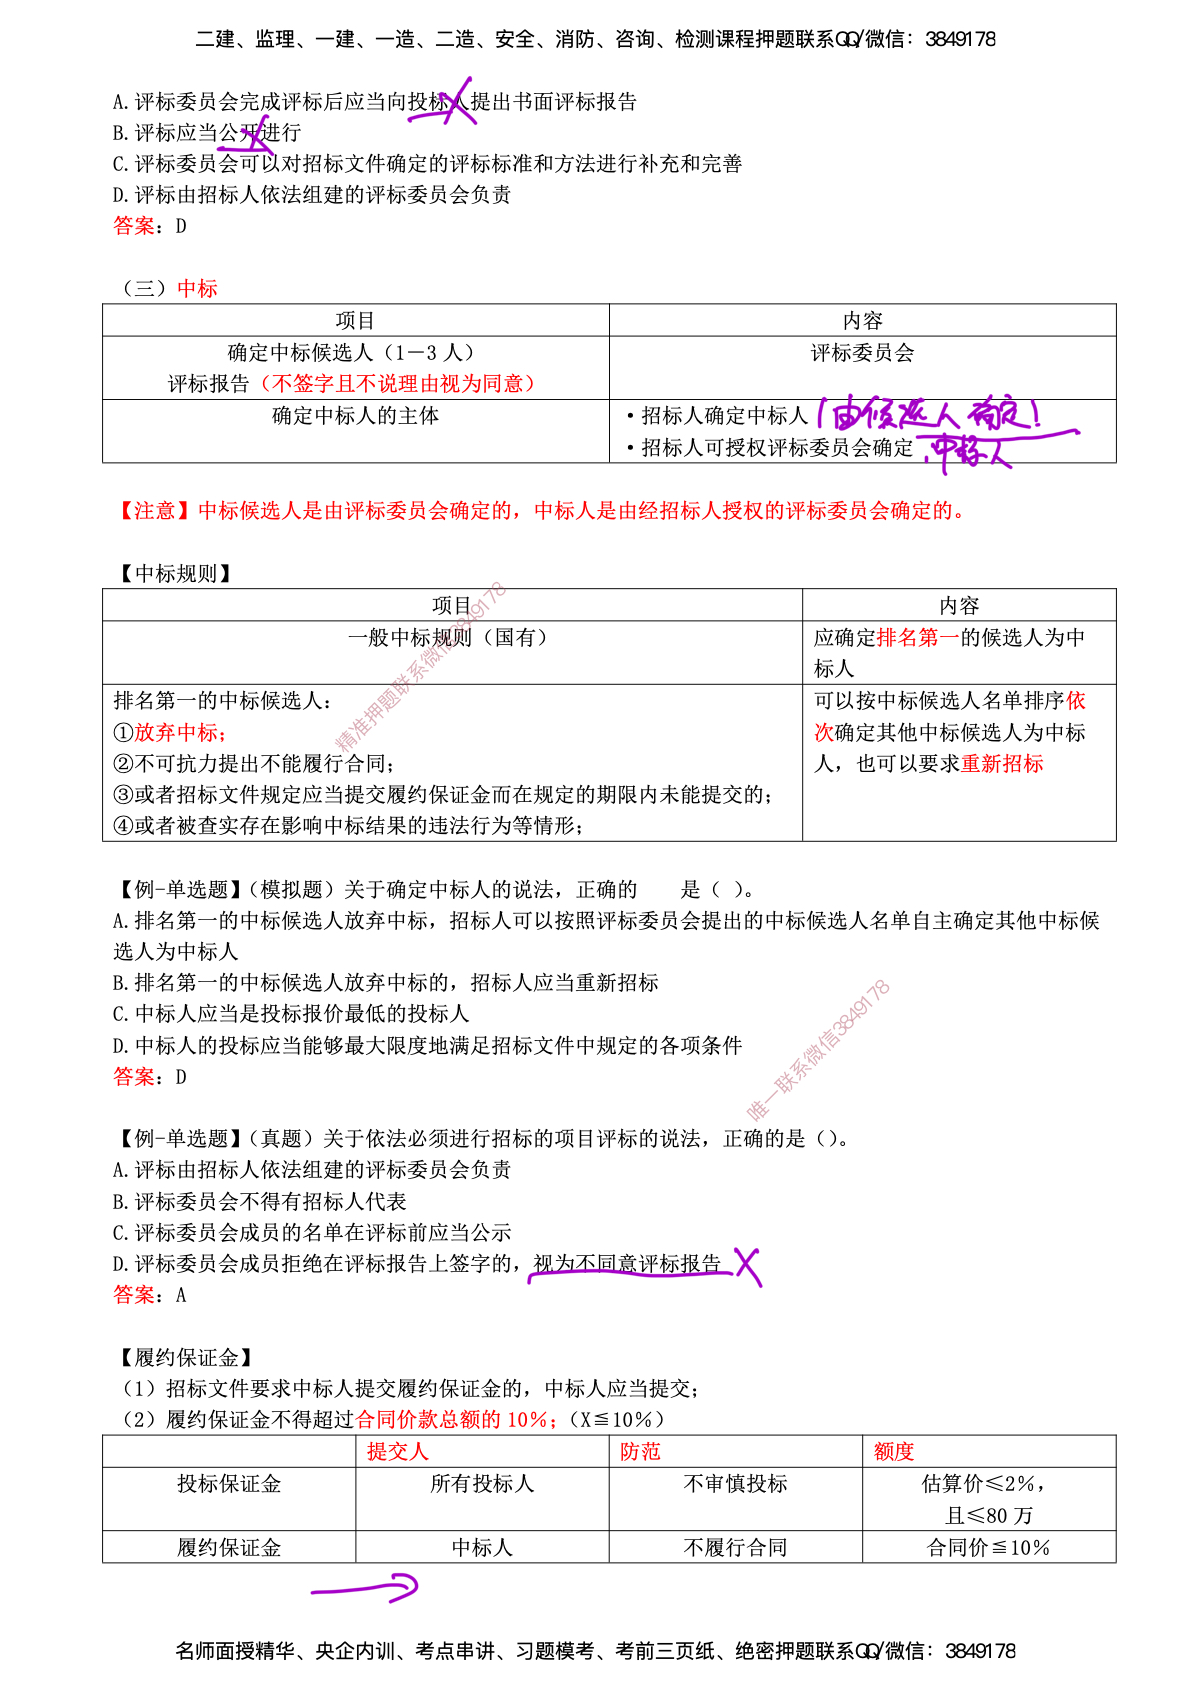 二建、监理、一建、一造、二造、安全、消防、咨询、检测课程押题联系QQ/微信：3849178
A.评标委员会完成评标后应当向投标人提出书面评标报告
B.评标应当公开进行
C.评标委员会可以对招标文件确定的评标标准和方法进行补充和完善
D.评标由招标人依法组建的评标委员会负责
答案：D
（三）中标
项目 内容
确定中标候选人（1—3 人） 评标委员会
评标报告（不签字且不说理由视为同意）
确定中标人的主体 ·招标人确定中标人（由候选人确定！
·招标人可授权评标委员会确定 中标人
【注意】中标候选人是由评标委员会确定的，中标人是由经招标人授权的评标委员会确定的。
【中标规则】
项目 内容
一般中标规则（国有） 应确定排名第一的候选人为中
标人
排名第一的中标候选人： 可以按中标候选人名单排序依
①放弃中标； 次确定其他中标候选人为中标
②不可抗力提出不能履行合同； 人，也可以要求重新招标
③或者招标文件规定应当提交履约保证金而在规定的期限内未能提交的；
④或者被查实存在影响中标结果的违法行为等情形；
精准押题联系微信3849178
【例-单选题】（模拟题）关于确定中标人的说法，正确的 是（ ）。
A.排名第一的中标候选人放弃中标，招标人可以按照评标委员会提出的中标候选人名单自主确定其他中标候
选人为中标人
B.排名第一的中标候选人放弃中标的，招标人应当重新招标
C.中标人应当是投标报价最低的投标人
D.中标人的投标应当能够最大限度地满足招标文件中规定的各项条件
答案：D
唯一联系微信3849178
【例-单选题】（真题）关于依法必须进行招标的项目评标的说法，正确的是（）。
A.评标由招标人依法组建的评标委员会负责
B.评标委员会不得有招标人代表
C.评标委员会成员的名单在评标前应当公示
D.评标委员会成员拒绝在评标报告上签字的，视为不同意评标报告
答案：A
【履约保证金】
（1）招标文件要求中标人提交履约保证金的，中标人应当提交；
（2）履约保证金不得超过合同价款总额的 10%；（X≦10%）
提交人 防范 额度
投标保证金 所有投标人 不审慎投标 估算价≤2%，
且≤80 万
履约保证金 中标人 不履行合同 合同价≦10%
名师面授精华、央企内训、考点串讲、习题模考、考前三页纸、绝密押题联系QQ/微信：3849178